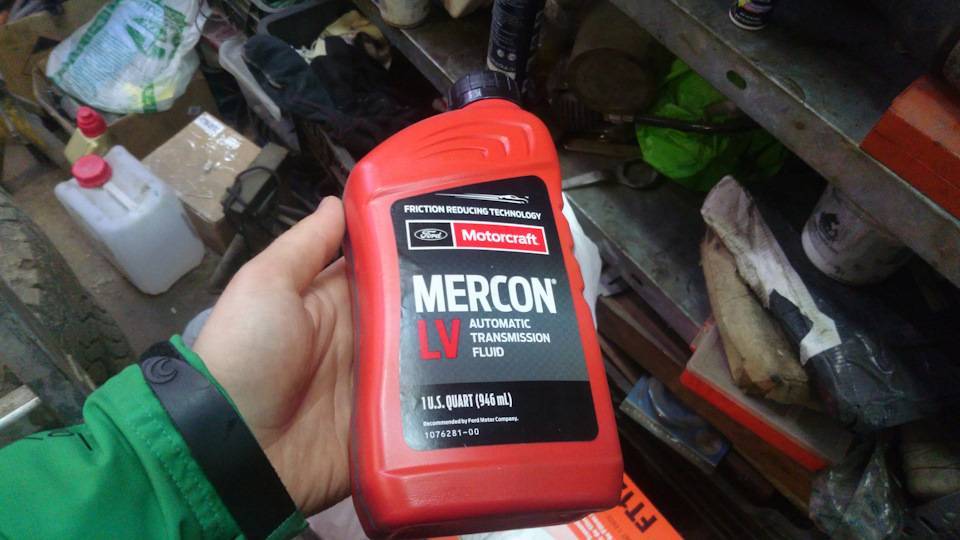 FRICTION REDUCING TECHNOLOGY
Ford Motorcraft
MERCON®
LV AUTOMATIC
TRANSMISSION
FLUID
1 U.S. QUART (946 mL)
Recommended by Ford Motor Company.
1076281-00
FT1